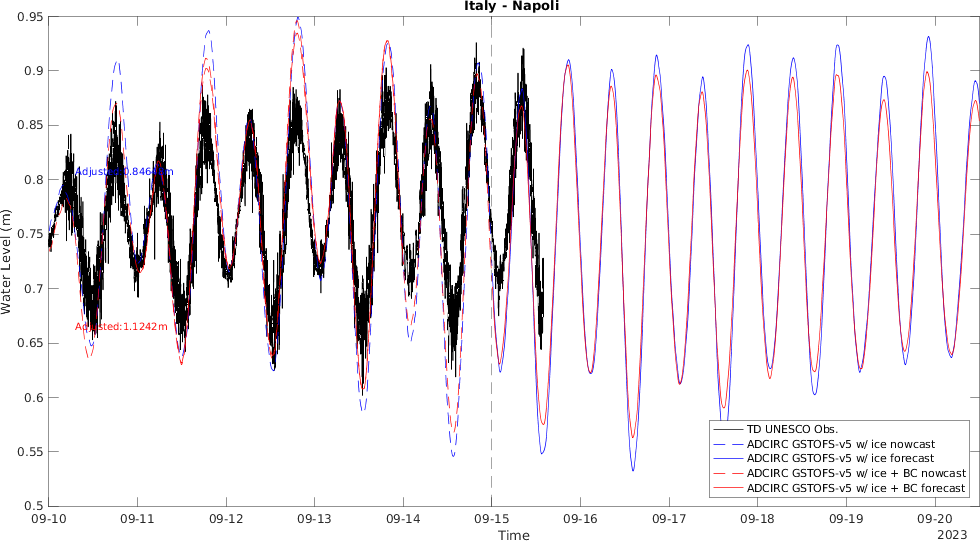 Italy - Napoli
0.95
0.9
0.85
0.8
0.75
0.7
0.65
0.6
0.55
0.5
Water Level (m)
Adjusted:1.1242m
TD UNESCO Obs.
ADCIRC GSTOFS-v5 w/ ice nowcast
ADCIRC GSTOFS-v5 w/ ice forecast
ADCIRC GSTOFS-v5 w/ ice + BC nowcast
ADCIRC GSTOFS-v5 w/ ice + BC forecast
09-10 09-11 09-12 09-13 09-14 09-15 09-16 09-17 09-18 09-19 09-20
Time
2023